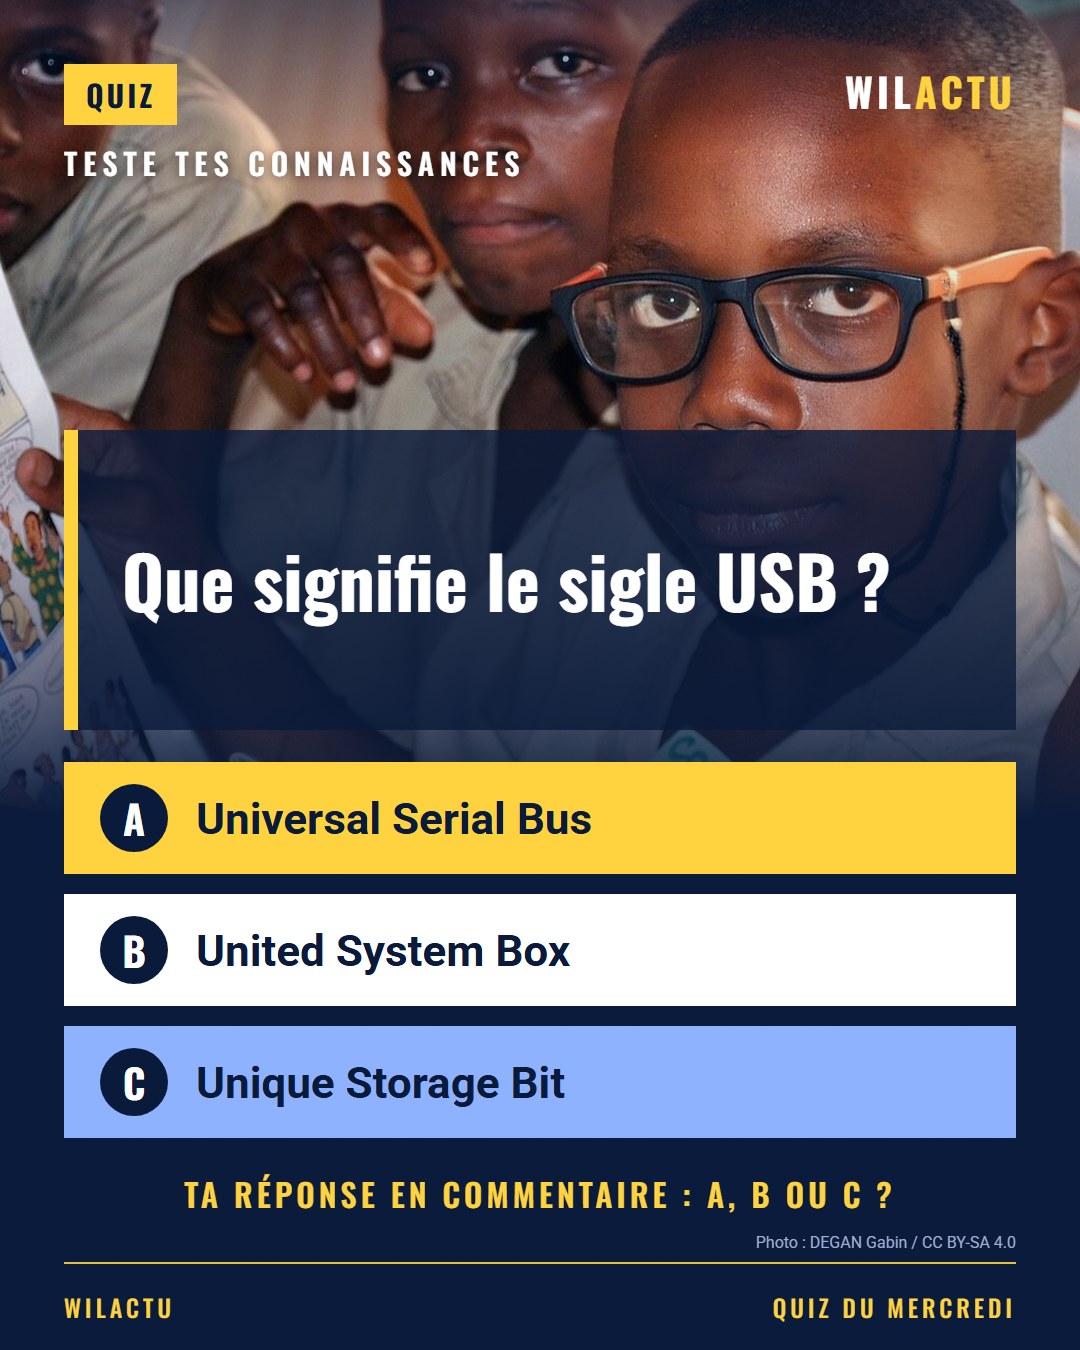 QUIZ
WILACTU
TESTE TES CONNAISSANCES
Que signifie le sigle USB ?
A Universal Serial Bus
B United System Box
C Unique Storage Bit
TA RÉPONSE EN COMMENTAIRE : A, B OU C ?
Photo : DEGAN Gabin / CC BY-SA 4.0
WILACTU
QUIZ DU MERCREDI